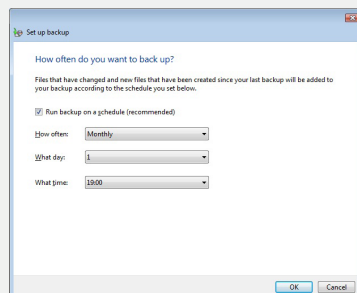 Set up backup
How often do you want to back up?
Files that have changed and new files that have been created since your last backup will be added to
your backup according to the schedule you set below.
Run backup on a schedule (recommended)
How often: Monthly
What day: 1
What time: 19:00
OK Cancel